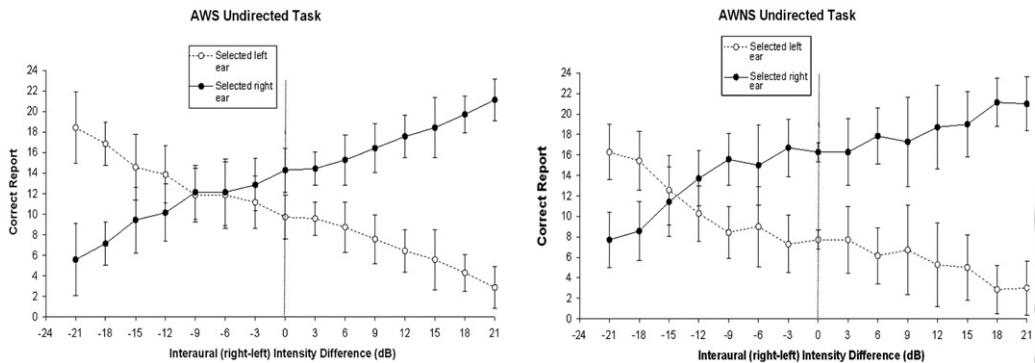 AWS Undirected Task
Selected left
ear
Selected right
ear
24
22
20
18
16
14
12
10
8
6
4
2
0
Correct Report
-24 -21 -18 -15 -12 -9 -6 -3 0 3 6 9 12 15 18 21
Interaural (right-left) Intensity Difference (dB)
AWNS Undirected Task
Selected left
ear
Selected right
ear
24
22
20
18
16
14
12
10
8
6
4
2
0
Correct Report
-24 -21 -18 -15 -12 -9 -6 -3 0 3 6 9 12 15 18 21
Interaural (right-left) Intensity Difference (dB)